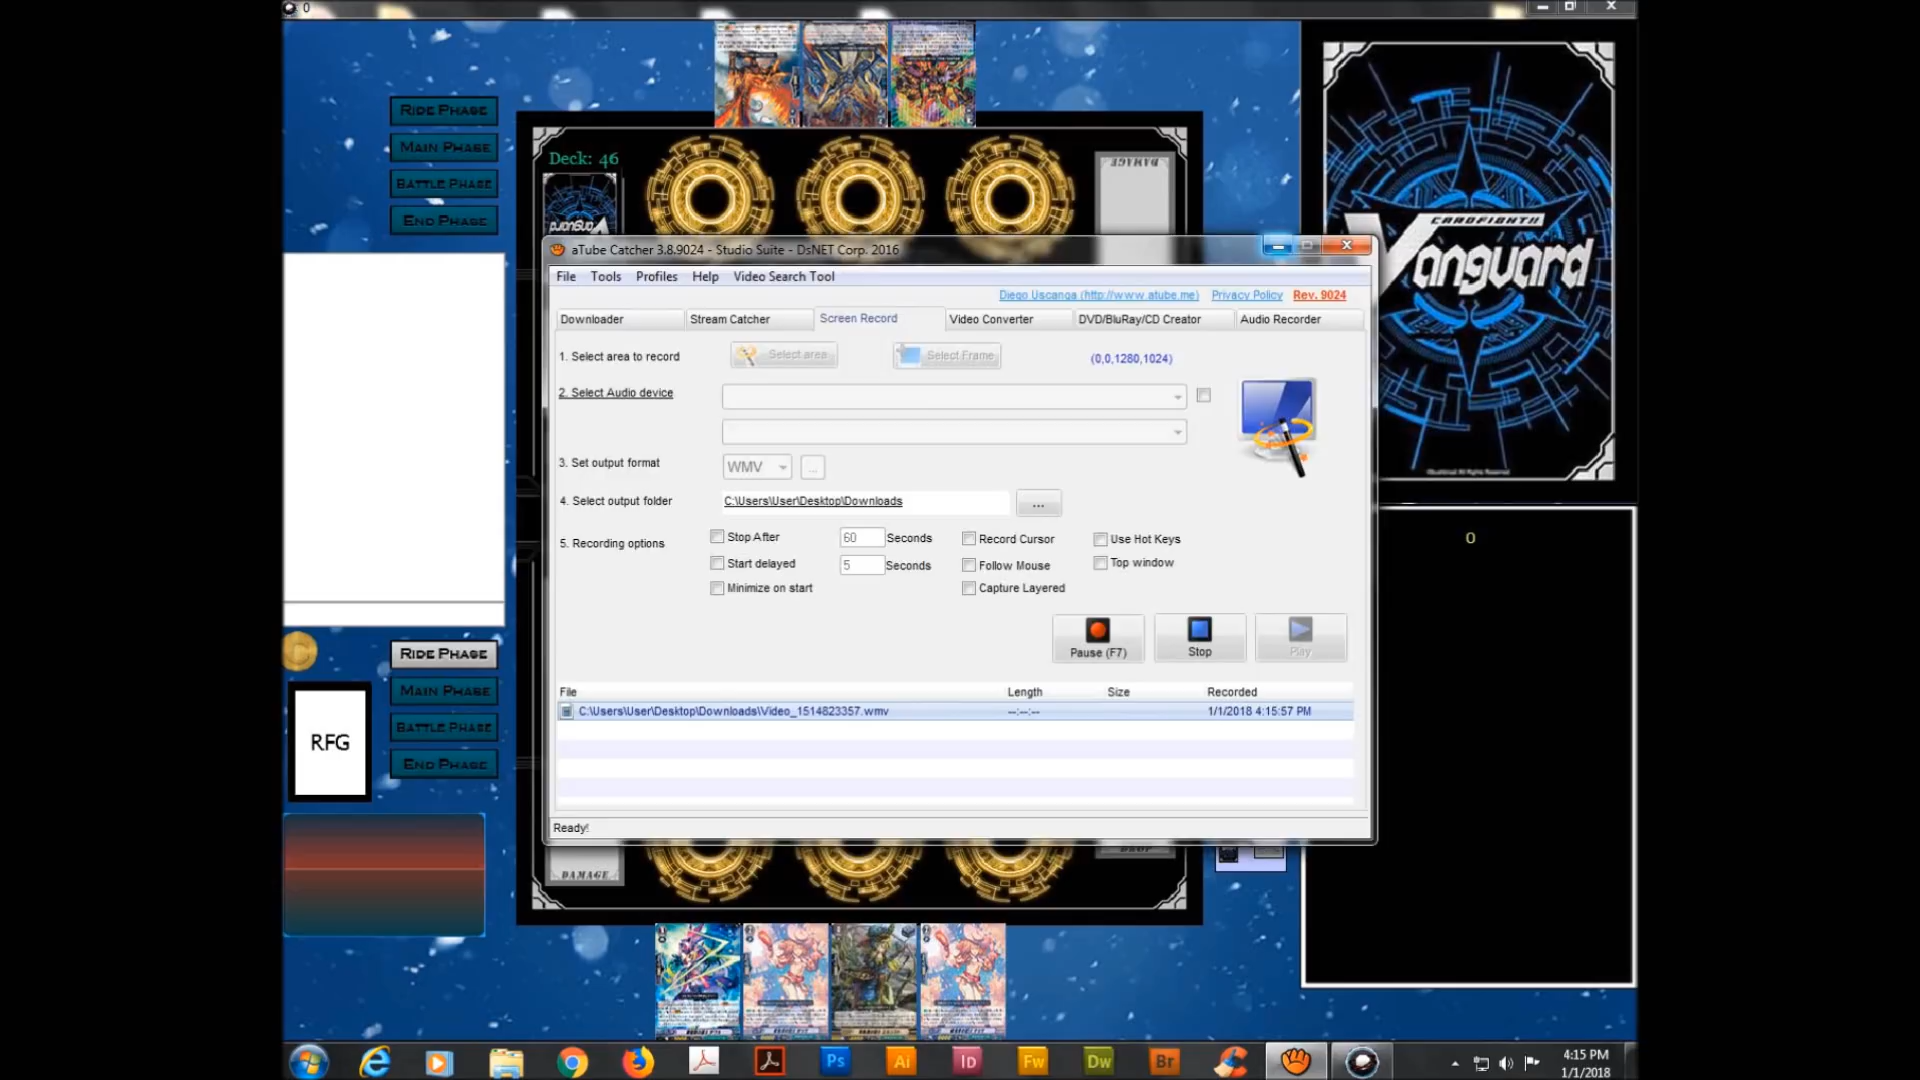 0
RIDE PHASE
MAIN PHASE
BATTLE PHASE
END PHASE
Deck: 46
DAMAGE
CARDFIGHT!!
Vanguard
Vanguard
aTube Catcher 3.8.9024 - Studio Suite - DsNET Corp. 2016
File Tools Profiles Help Video Search Tool
Diego Uscanga (http://www.atube.me) Privacy Policy Rev. 9024
Downloader Stream Catcher Screen Record Video Converter DVD/BluRay/CD Creator Audio Recorder
1. Select area to record Select area Select Frame (0,0,1280,1024)
2. Select Audio device
3. Set output format WMV ...
4. Select output folder C:\Users\User\Desktop\Downloads ...
5. Recording options
Stop After 60 Seconds Record Cursor Use Hot Keys
Start delayed 5 Seconds Follow Mouse Top window
Minimize on start Capture Layered
Pause (F7) Stop Play
File Length Size Recorded
C:\Users\User\Desktop\Downloads\Video_1514823357.wmv --:--:-- 1/1/2018 4:15:57 PM
Ready!
0
RIDE PHASE
MAIN PHASE
BATTLE PHASE
END PHASE
RFG
DAMAGE
DROP
Ps Ai Id Fw Dw Br
4:15 PM
1/1/2018